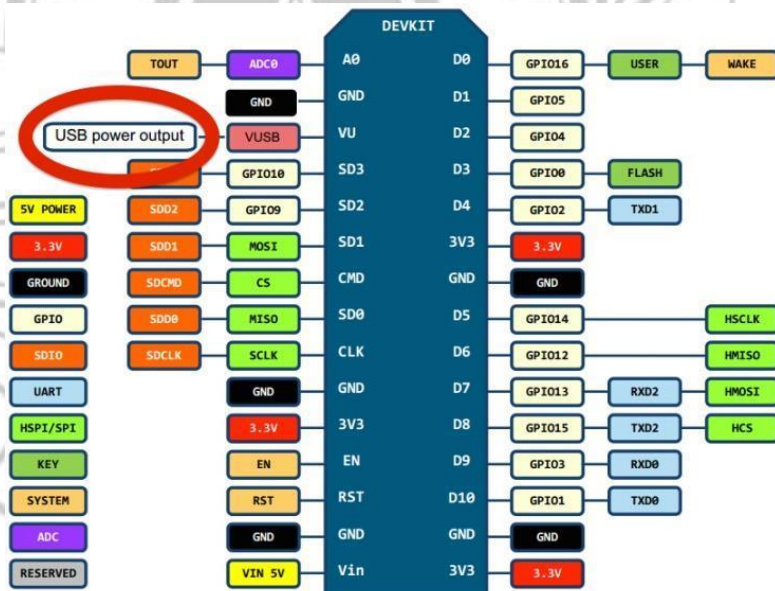 DEVKIT
TOUT ADC0 A0 D0 GPIO16 USER WAKE
GND GND D1 GPIO5
USB power output VUSB VU D2 GPIO4
GPIO10 SD3 D3 GPIO0 FLASH
5V POWER SDD2 GPIO9 SD2 D4 GPIO2 TXD1
3.3V SDD1 MOSI SD1 3V3 3.3V
GROUND SDCMD CS CMD GND GND
GPIO SDD0 MISO SD0 D5 GPIO14 HSCLK
SDIO SDCLK SCLK CLK D6 GPIO12 HMISO
UART GND GND D7 GPIO13 RXD2 HMOSI
HSPI/SPI 3.3V 3V3 D8 GPIO15 TXD2 HCS
KEY EN EN D9 GPIO3 RXD0
SYSTEM RST RST D10 GPIO1 TXD0
ADC GND GND GND GND
RESERVED VIN 5V Vin 3V3 3.3V